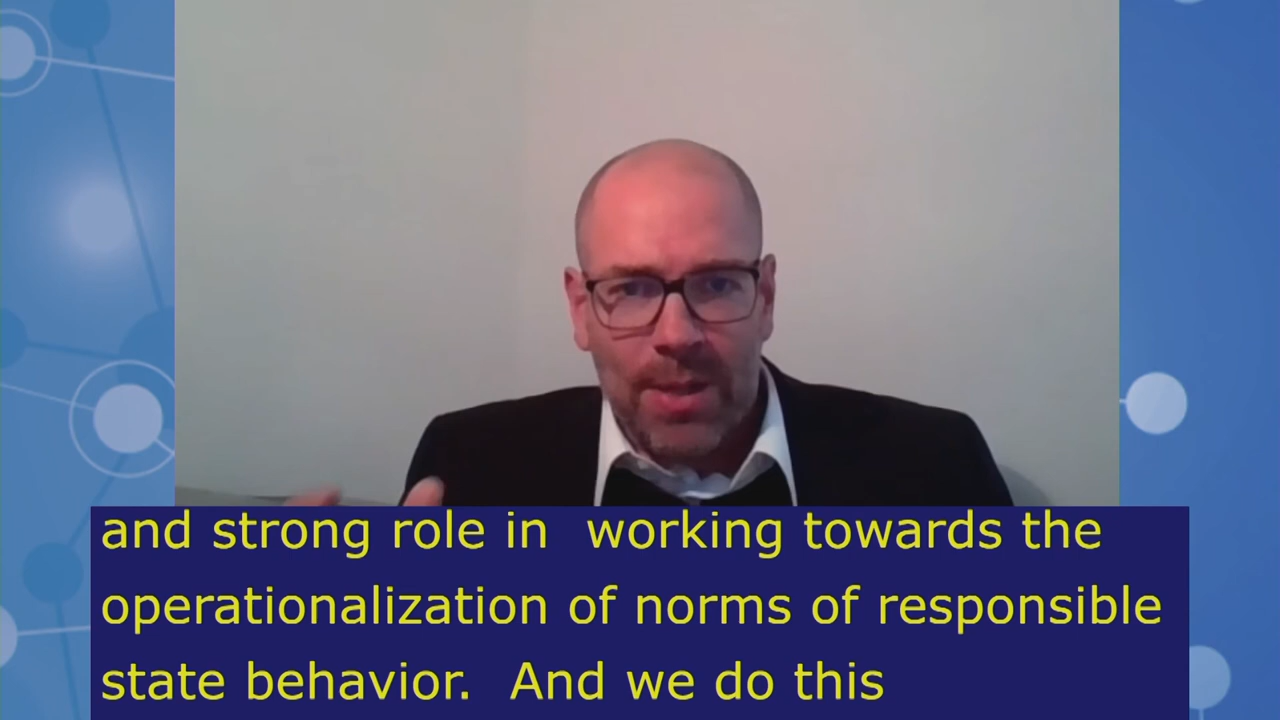 and strong role in  working towards the
operationalization of norms of responsible
state behavior.  And we do this